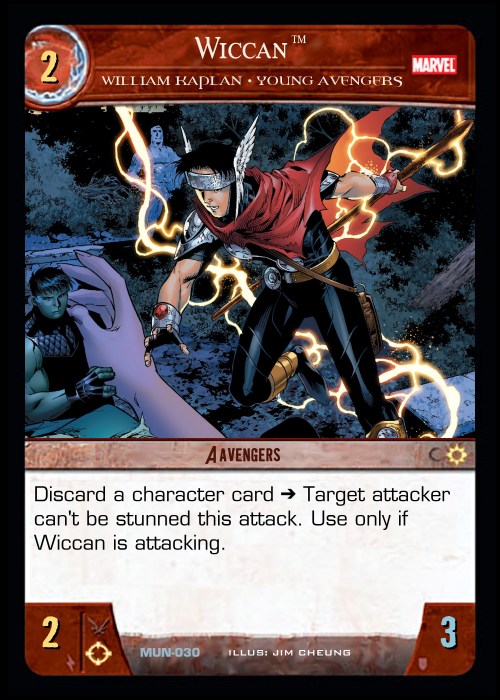 2
WICCAN™
MARVEL
WILLIAM KAPLAN • YOUNG AVENGERS
A AVENGERS
C
Discard a character card ➔ Target attacker
can't be stunned this attack. Use only if
Wiccan is attacking.
2
MUN-030
ILLUS: JIM CHEUNG
3